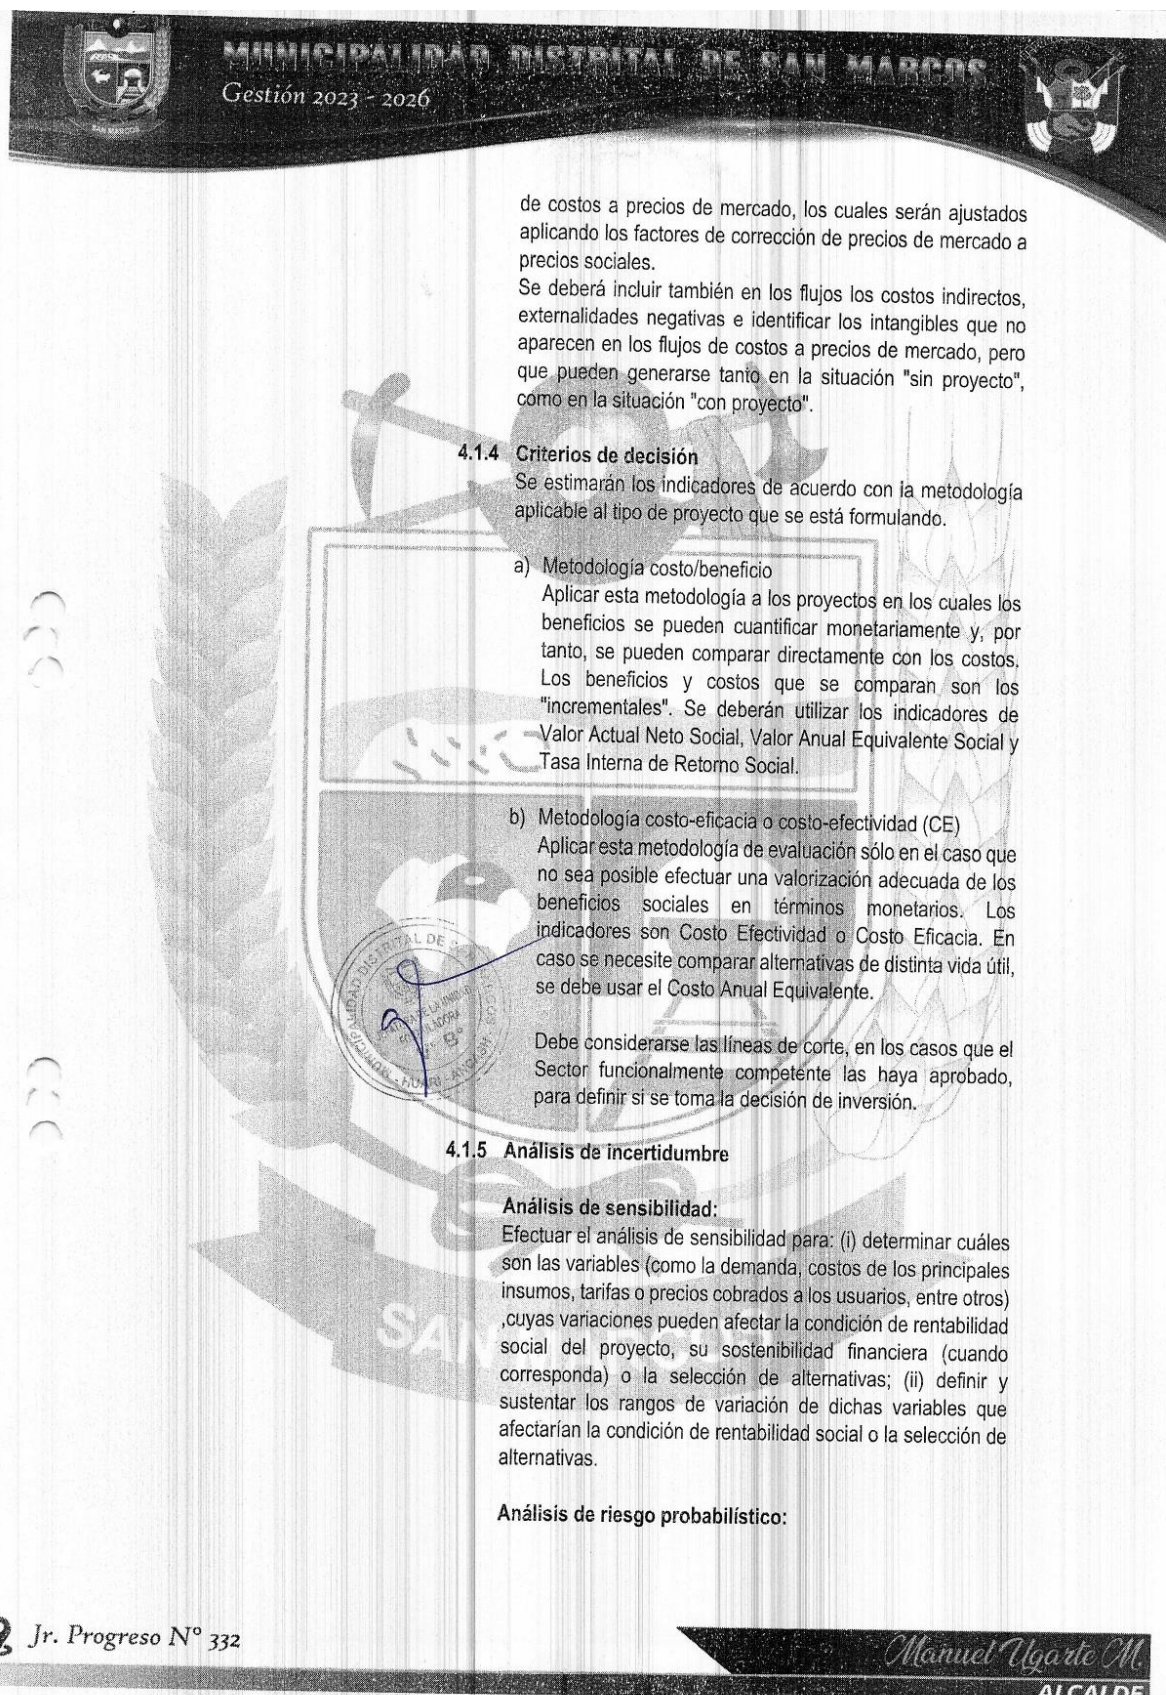 MUNICIPALIDAD DISTRITAL DE SAN MARCOS
Gestión 2023 - 2026
SAN MARCOS
de costos a precios de mercado, los cuales serán ajustados
aplicando los factores de corrección de precios de mercado a
precios sociales.
Se deberá incluir también en los flujos los costos indirectos,
externalidades negativas e identificar los intangibles que no
aparecen en los flujos de costos a precios de mercado, pero
que pueden generarse tanto en la situación "sin proyecto",
como en la situación "con proyecto".
4.1.4 Criterios de decisión
Se estimarán los indicadores de acuerdo con la metodología
aplicable al tipo de proyecto que se está formulando.
a) Metodología costo/beneficio
Aplicar esta metodología a los proyectos en los cuales los
beneficios se pueden cuantificar monetariamente y, por
tanto, se pueden comparar directamente con los costos.
Los beneficios y costos que se comparan son los
"incrementales". Se deberán utilizar los indicadores de
Valor Actual Neto Social, Valor Anual Equivalente Social y
Tasa Interna de Retorno Social.
b) Metodología costo-eficacia o costo-efectividad (CE)
Aplicar esta metodología de evaluación sólo en el caso que
no sea posible efectuar una valorización adecuada de los
beneficios sociales en términos monetarios. Los
indicadores son Costo Efectividad o Costo Eficacia. En
caso se necesite comparar alternativas de distinta vida útil,
se debe usar el Costo Anual Equivalente.
Debe considerarse las líneas de corte, en los casos que el
Sector funcionalmente competente las haya aprobado,
para definir si se toma la decisión de inversión.
4.1.5 Análisis de incertidumbre
Análisis de sensibilidad:
Efectuar el análisis de sensibilidad para: (i) determinar cuáles
son las variables (como la demanda, costos de los principales
insumos, tarifas o precios cobrados a los usuarios, entre otros)
,cuyas variaciones pueden afectar la condición de rentabilidad
social del proyecto, su sostenibilidad financiera (cuando
corresponda) o la selección de alternativas; (ii) definir y
sustentar los rangos de variación de dichas variables que
afectarían la condición de rentabilidad social o la selección de
alternativas.
Análisis de riesgo probabilístico:
Jr. Progreso N° 332
Manuel Ugarte M.
ALCALDE